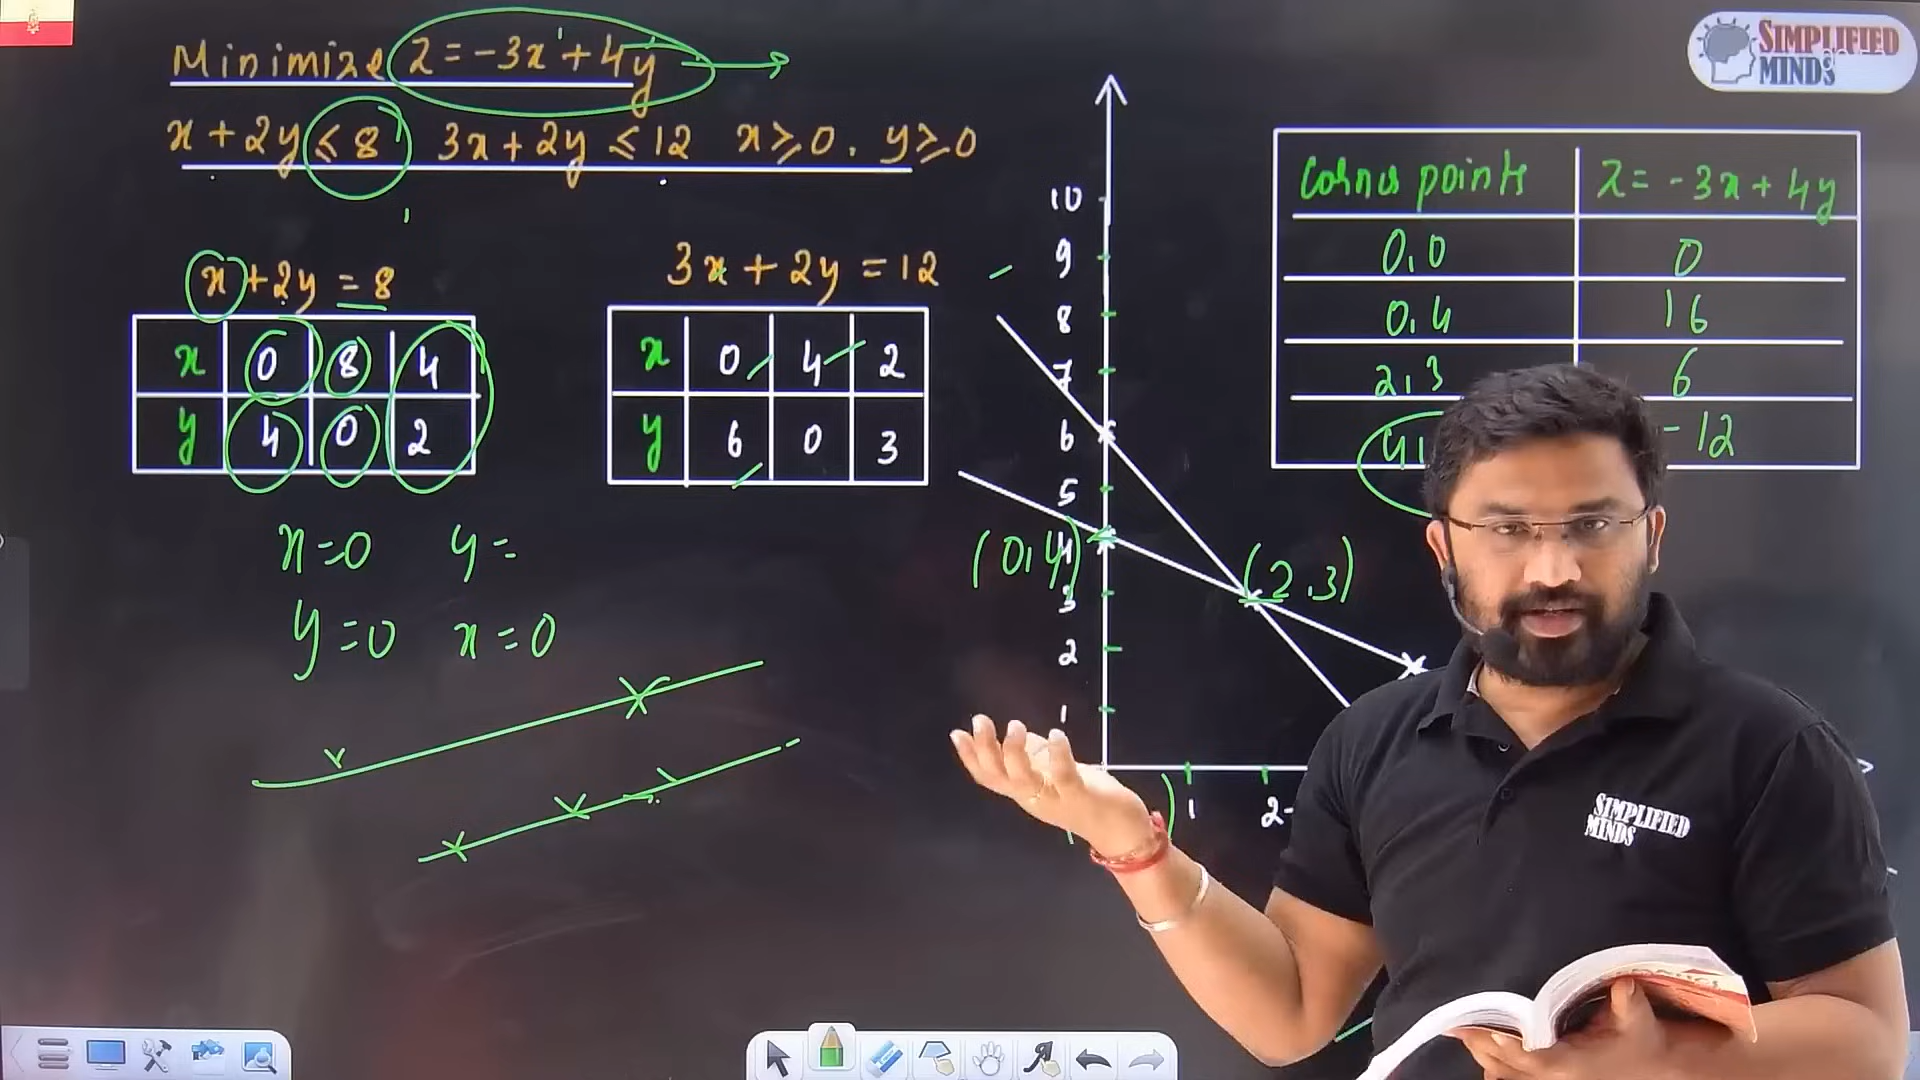 Minimize z = -3x + 4y
x + 2y ≤ 8 3x + 2y ≤ 12 x ≥ 0, y ≥ 0
x + 2y = 8
x 0 8 4
y 4 0 2
3x + 2y = 12
x 0 4 2
y 6 0 3
x = 0 y =
y = 0 x = 0
10
9
8
7
6
5
4
3
2
1
1 2
(0,4)
(2,3)
Corner points z = -3x + 4y
0,0 0
0,4 16
2,3 6
4, -12
SIMPLIFIED
MINDS
SIMPLIFIED
MINDS